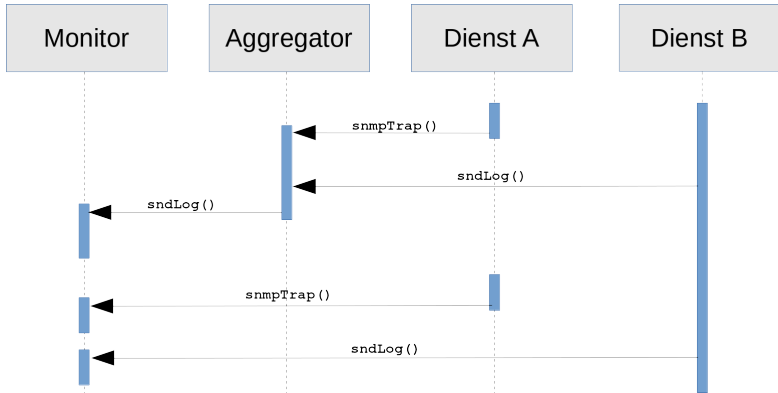 Monitor
Aggregator
Dienst A
Dienst B
snmpTrap()
sndLog()
sndLog()
snmpTrap()
sndLog()